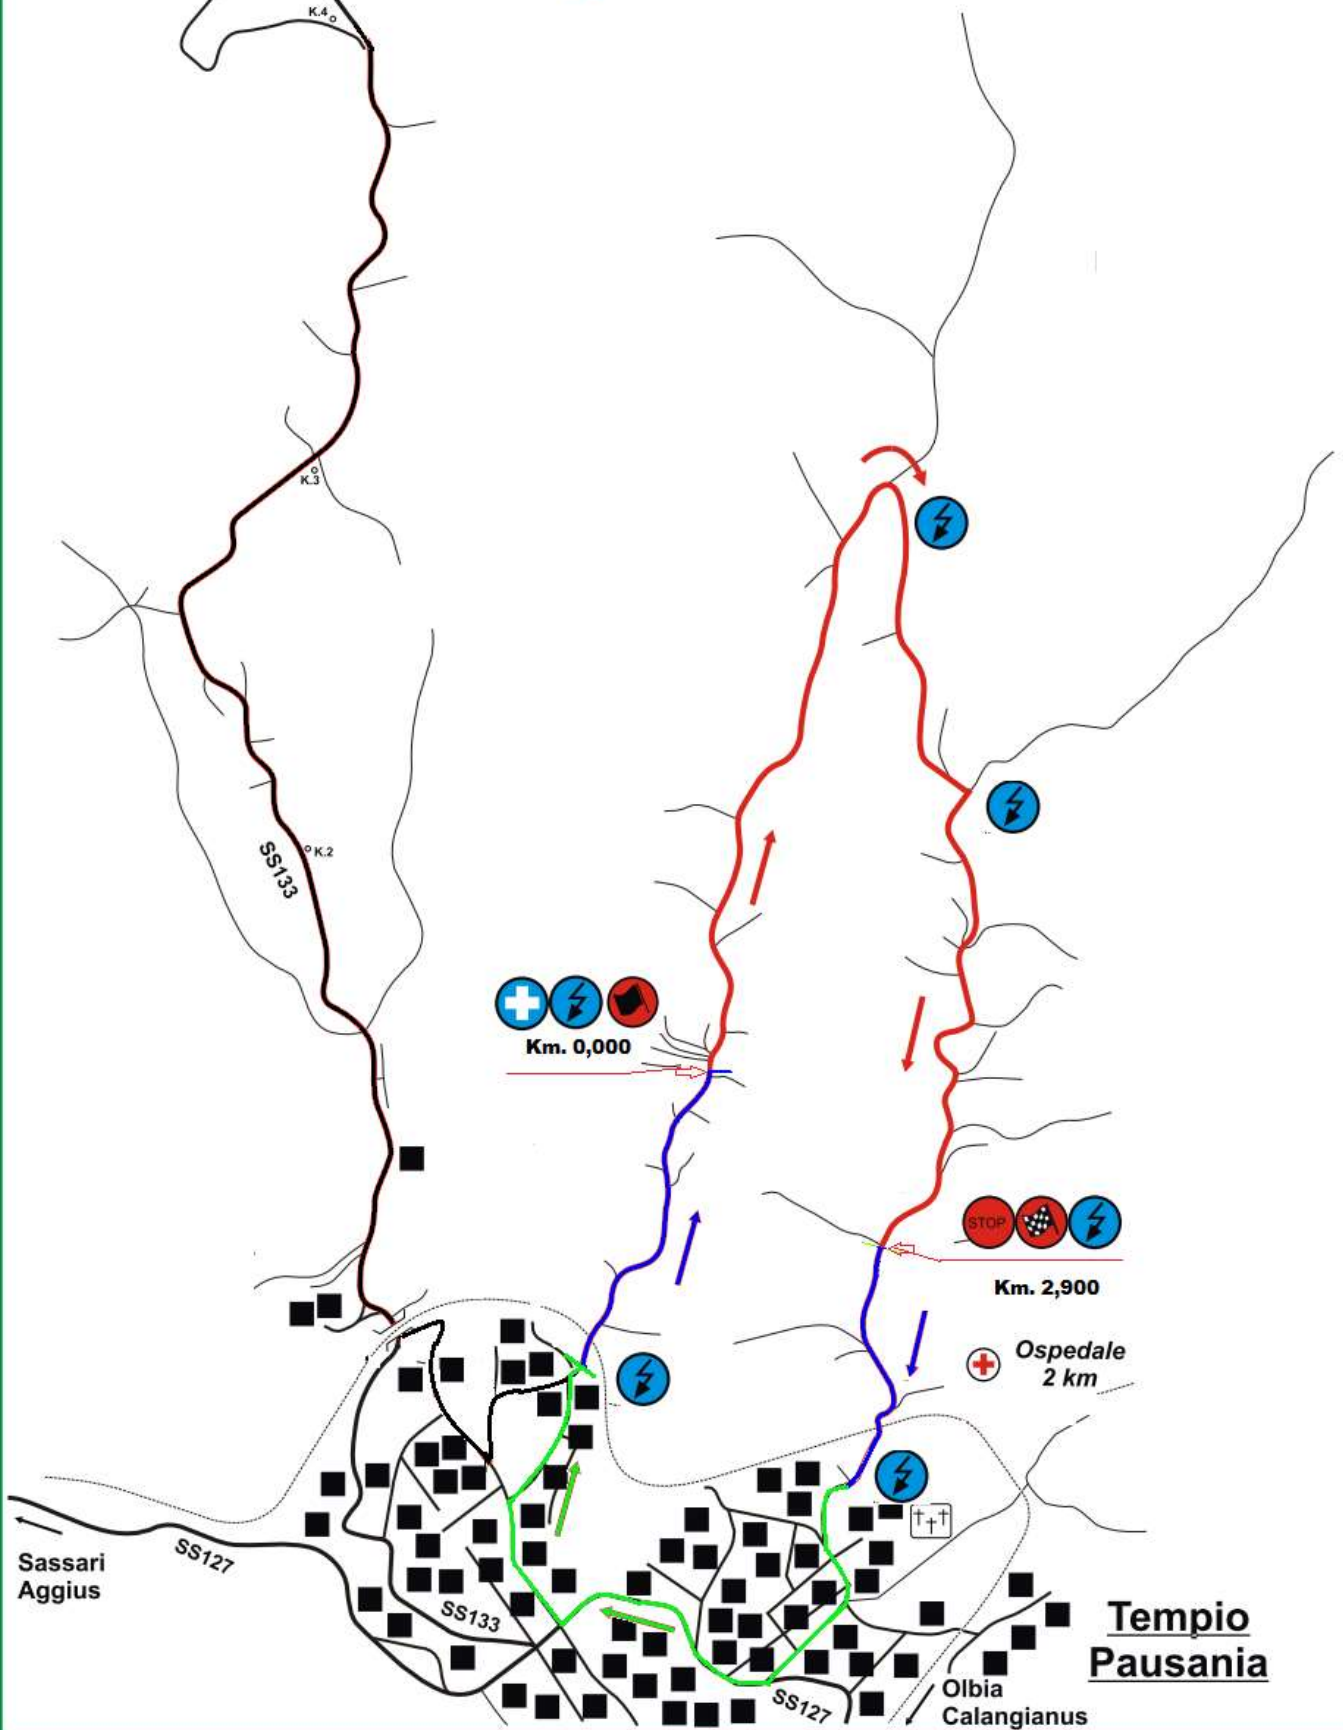 K.4
K.3
K.2
SS133
Km. 0,000
STOP
Km. 2,900
Ospedale
2 km
Sassari
Aggius
SS127
SS133
Tempio
Pausania
SS127
Olbia
Calangianus